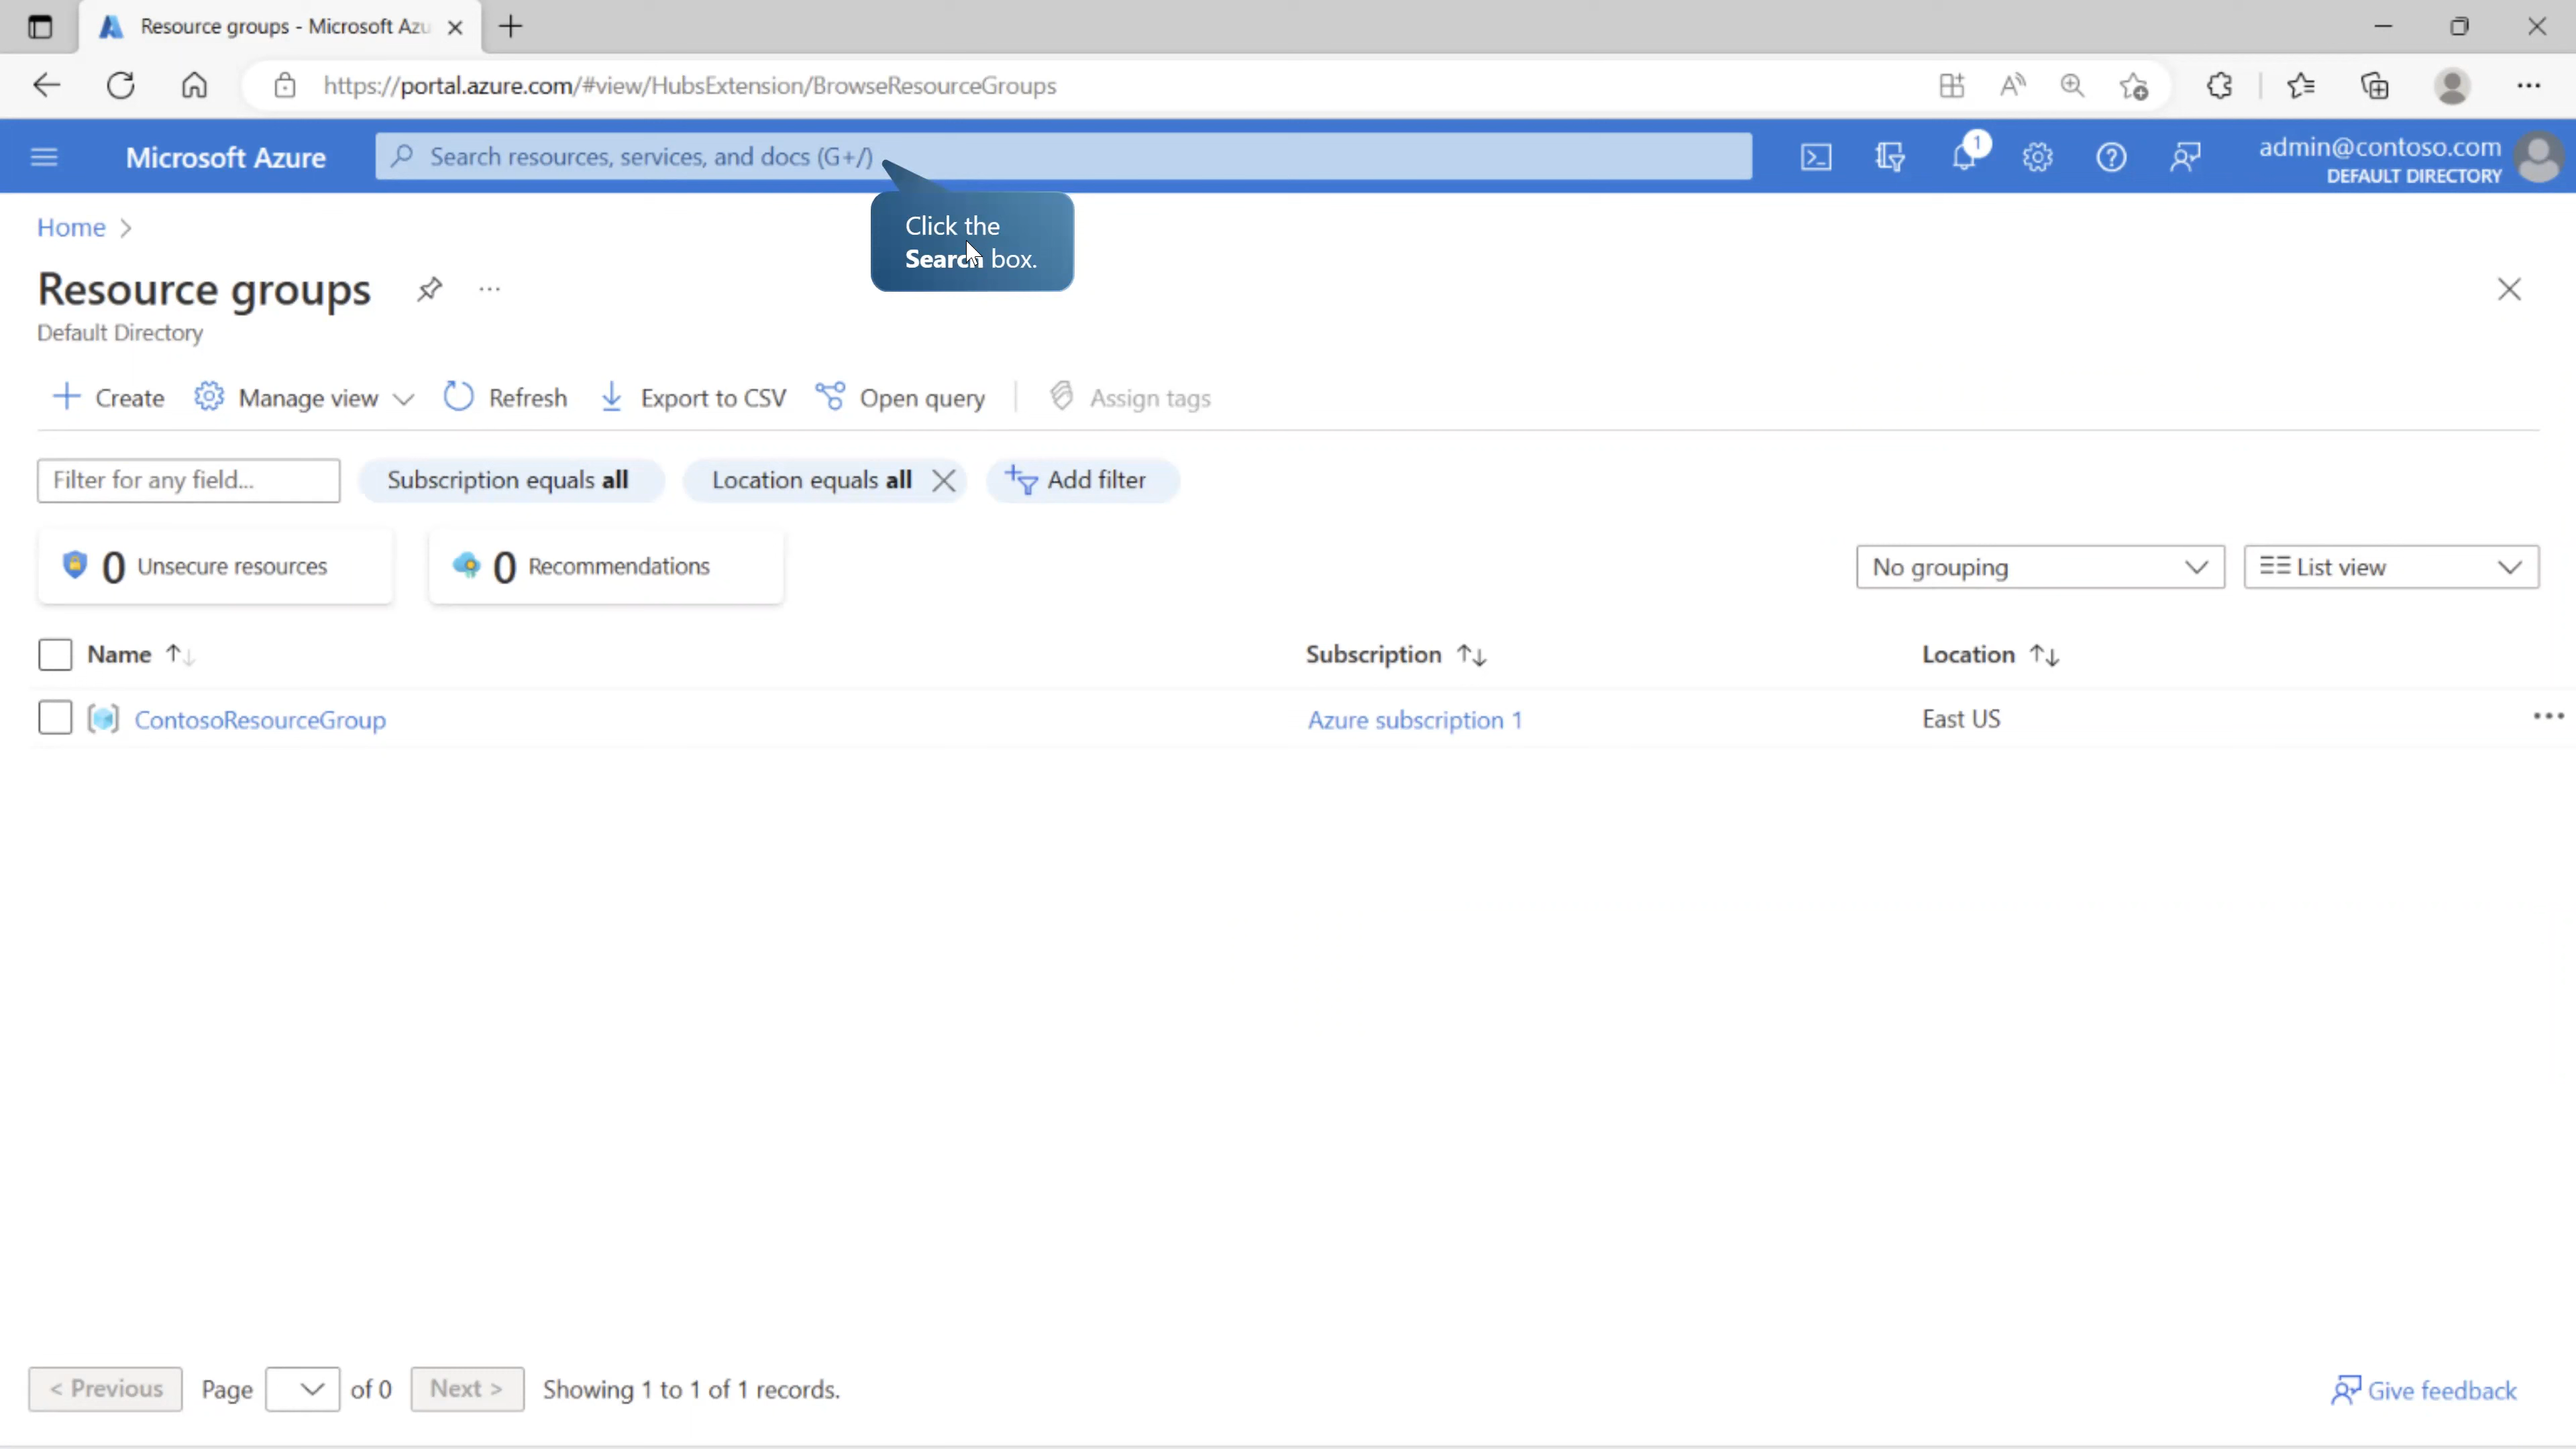 Resource groups - Microsoft Azu
https://portal.azure.com/#view/HubsExtension/BrowseResourceGroups
Microsoft Azure
Search resources, services, and docs (G+/)
1
admin@contoso.com
DEFAULT DIRECTORY
Click the
Search box.
Home
Resource groups
Default Directory
Create
Manage view
Refresh
Export to CSV
Open query
Assign tags
Filter for any field...
Subscription equals all
Location equals all
Add filter
0 Unsecure resources
0 Recommendations
No grouping
List view
Name
Subscription
Location
ContosoResourceGroup
Azure subscription 1
East US
< Previous
Page
of 0
Next >
Showing 1 to 1 of 1 records.
Give feedback